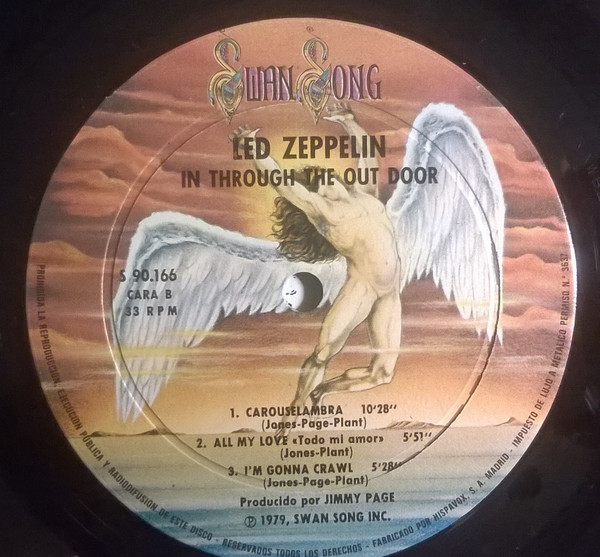 SWAN SONG
LED ZEPPELIN
IN THROUGH THE OUT DOOR
S 90.166
CARA B
33 RPM
1. CAROUSELAMBRA 10'28''
(Jones-Page-Plant)
2. ALL MY LOVE «Todo mi amor» 5'51''
(Jones-Plant)
3. I'M GONNA CRAWL 5'28''
(Jones-Page-Plant)
Producido por JIMMY PAGE
℗ 1979, SWAN SONG INC.
PROHIBIDA LA REPRODUCCION, EJECUCION PUBLICA Y RADIODIFUSION DE ESTE DISCO - RESERVADOS TODOS LOS DERECHOS - FABRICADO POR HISPAVOX, S. A. MADRID - IMPUESTO DE LUJO A METALICO PERMISO N.° 3637